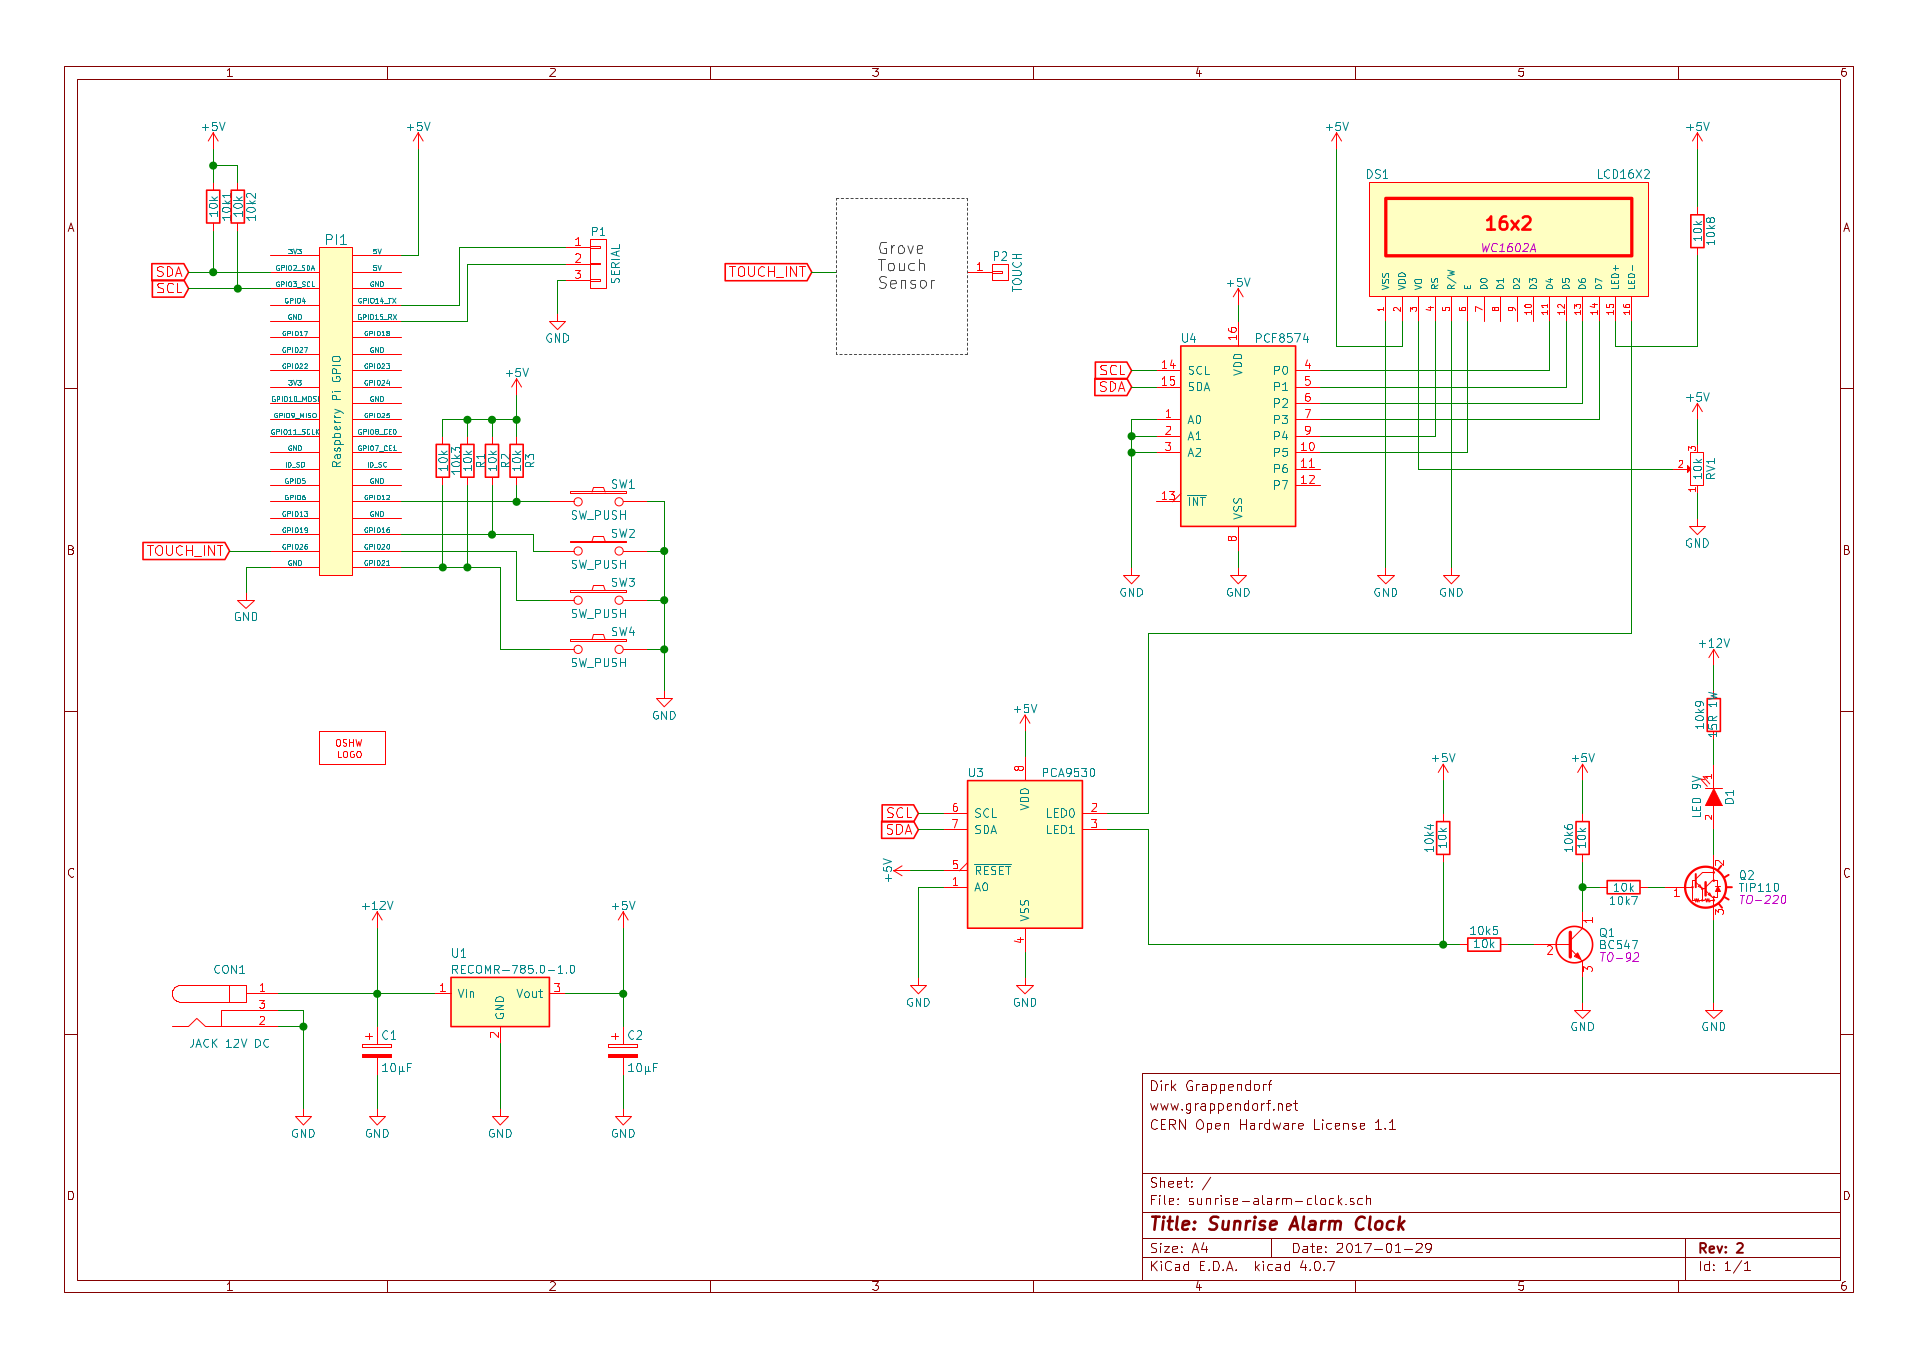 1 2 3 4 5 6
A
B
C
D
+5V
10k
10k1
10k
10k2
SDA
SCL
+5V
PI1
Raspberry Pi GPIO
3V3 5V
GPIO2_SDA 5V
GPIO3_SCL GND
GPIO4 GPIO14_TX
GND GPIO15_RX
GPIO17 GPIO18
GPIO27 GND
GPIO22 GPIO23
3V3 GPIO24
GPIO10_MOSI GND
GPIO9_MISO GPIO25
GPIO11_SCLK GPIO8_CE0
GND GPIO7_CE1
ID_SD ID_SC
GPIO5 GND
GPIO6 GPIO12
GPIO13 GND
GPIO19 GPIO16
GPIO26 GPIO20
GND GPIO21
TOUCH_INT
GND
P1
1
2
3
SERIAL
GND
+5V
10k
10k3
10k
R1
10k
R2
10k
R3
SW1
SW_PUSH
SW2
SW_PUSH
SW3
SW_PUSH
SW4
SW_PUSH
GND
TOUCH_INT
Grove
Touch
Sensor
1
P2
TOUCH
+5V
DS1 LCD16X2
16x2
WC1602A
VSS VDD VO RS R/W E D0 D1 D2 D3 D4 D5 D6 D7 LED+ LED-
1 2 3 4 5 6 7 8 9 10 11 12 13 14 15 16
+5V
10k
10k8
+5V
16
U4 PCF8574
VDD
SCL 14 SCL P0 4
SDA 15 SDA P1 5
P2 6
1 A0 P3 7
2 A1 P4 9
3 A2 P5 10
P6 11
P7 12
13 INT
VSS
8
GND
GND
GND
GND
+5V
3
2
10k
RV1
1
GND
OSHW
LOGO
+5V
8
U3 PCA9530
VDD
SCL 6 SCL LED0 2
SDA 7 SDA LED1 3
+5V 5 RESET
1 A0
VSS
4
GND
GND
+5V
10k4
10k
10k5
10k
+5V
10k6
10k
10k
10k7
1
2
3
Q1
BC547
TO-92
GND
+12V
10k9
15R 1W
LED 9V
1
D1
2
1
2
3
Q2
TIP110
TO-220
GND
CON1
1
3
2
JACK 12V DC
GND
+12V
+
C1
10µF
GND
U1
RECOMR-785.0-1.0
1 Vin Vout 3
GND
2
GND
+5V
+
C2
10µF
GND
Dirk Grappendorf
www.grappendorf.net
CERN Open Hardware License 1.1
Sheet: /
File: sunrise-alarm-clock.sch
Title: Sunrise Alarm Clock
Size: A4 Date: 2017-01-29 Rev: 2
KiCad E.D.A. kicad 4.0.7 Id: 1/1
A
B
C
D
1 2 3 4 5 6